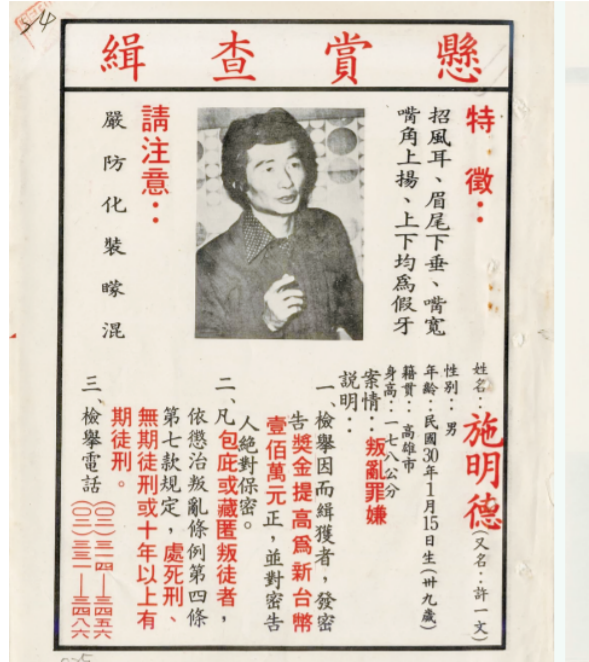 54
懸賞查緝
特徵：
招風耳、眉尾下垂、嘴寬
嘴角上揚、上下均為假牙
請注意：
嚴防化裝矇混
姓名：施明德（又名：許一文）
性別：男
年齡：民國30年1月15日生（卅九歲）
籍貫：高雄市
身高：一七八公分
案情：叛亂罪嫌
説明：
一、檢舉因而緝獲者，發密
告獎金提高為新台幣
壹佰萬元正，並對密告
人絕對保密。
二、凡包庇或藏匿叛徒者，
依懲治叛亂條例第四條
第七款規定，處死刑、
無期徒刑或十年以上有
期徒刑。
三檢舉電話
（〇二）三一四—三四五六
（〇二）三三一—三四八六